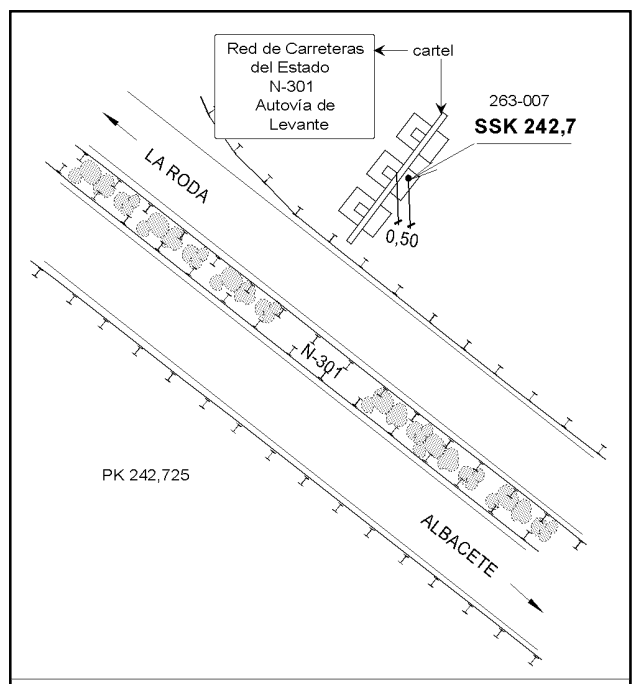 Red de Carreteras
del Estado
N-301
Autovía de
Levante
cartel
263-007
SSK 242,7
LA RODA
0,50
N-301
PK 242,725
ALBACETE